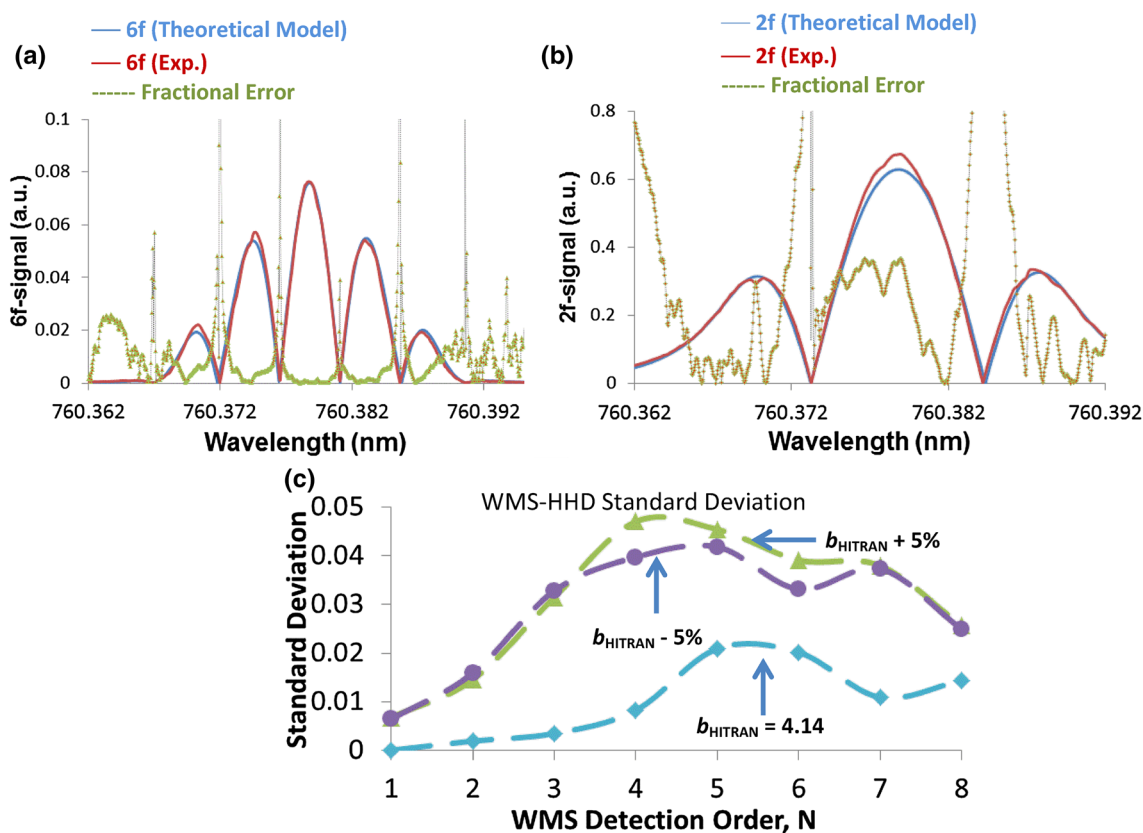 (a)
6f (Theoretical Model)
6f (Exp.)
Fractional Error
6f-signal (a.u.)
0.1
0.08
0.06
0.04
0.02
0
760.362 760.372 760.382 760.392
Wavelength (nm)
(b)
2f (Theoretical Model)
2f (Exp.)
Fractional Error
2f-signal (a.u.)
0.8
0.6
0.4
0.2
0
760.362 760.372 760.382 760.392
Wavelength (nm)
(c)
WMS-HHD Standard Deviation
Standard Deviation
0.05
0.04
0.03
0.02
0.01
0
bHITRAN + 5%
bHITRAN - 5%
bHITRAN = 4.14
1 2 3 4 5 6 7 8
WMS Detection Order, N